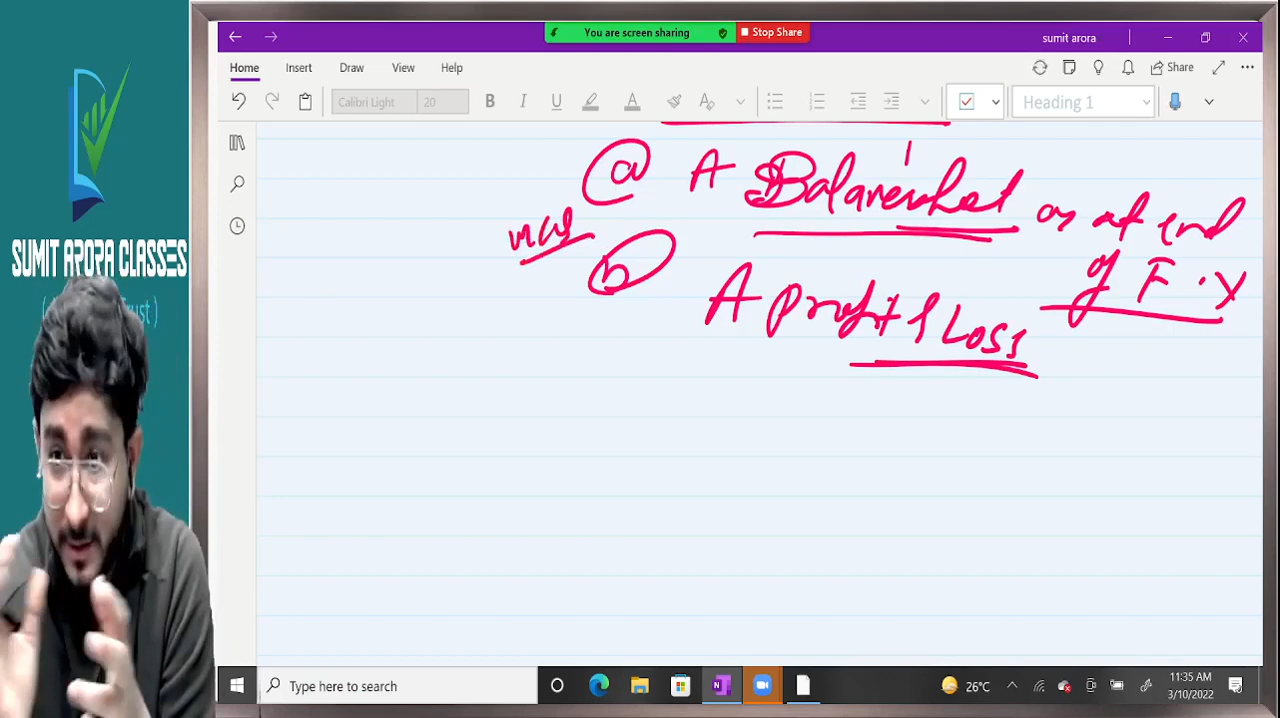 You are screen sharing
Stop Share
sumit arora
Home Insert Draw View Help
Share
Calibri Light 20 B I U A
Heading 1
SUMIT ARORA CLASSES
(
rust )
a A Balancesheet as at end
of F.Y
b
A profit & Loss
Type here to search
26°C
11:35 AM
3/10/2022